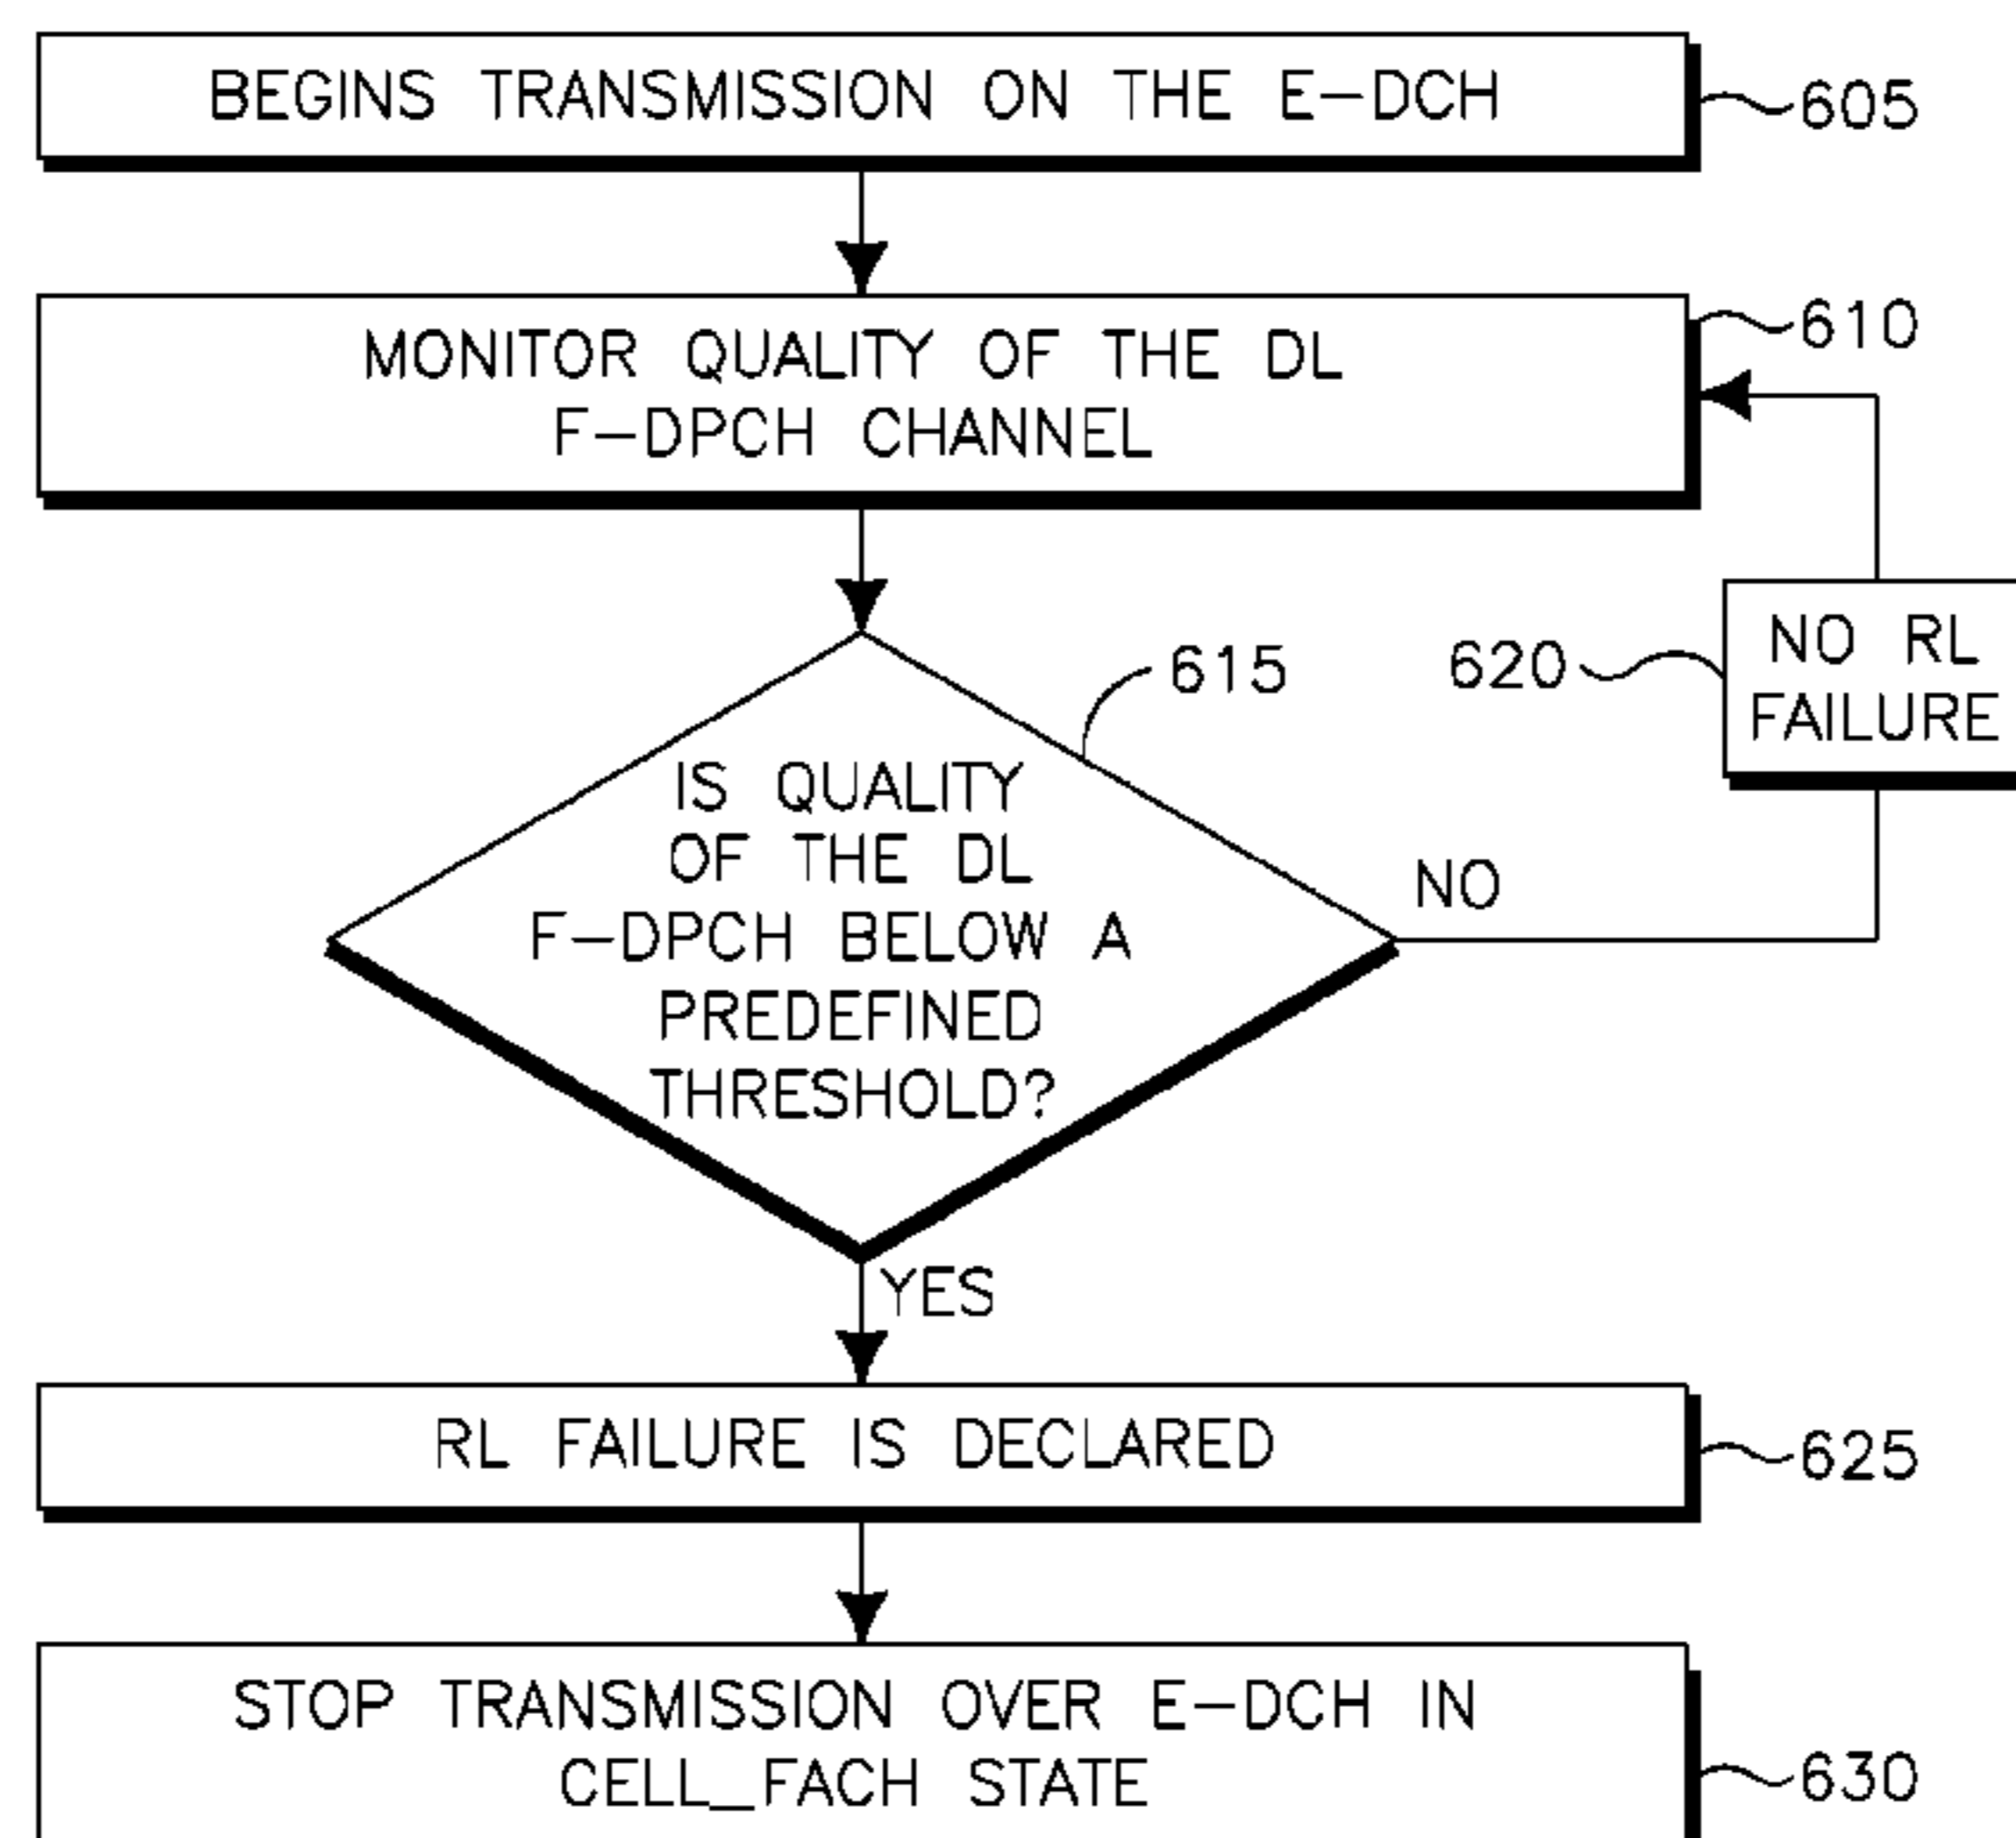 BEGINS TRANSMISSION ON THE E-DCH
605
MONITOR QUALITY OF THE DL
F-DPCH CHANNEL
610
NO RL
FAILURE
620
615
IS QUALITY
OF THE DL
F-DPCH BELOW A
PREDEFINED
THRESHOLD?
NO
YES
RL FAILURE IS DECLARED
625
STOP TRANSMISSION OVER E-DCH IN
CELL_FACH STATE
630